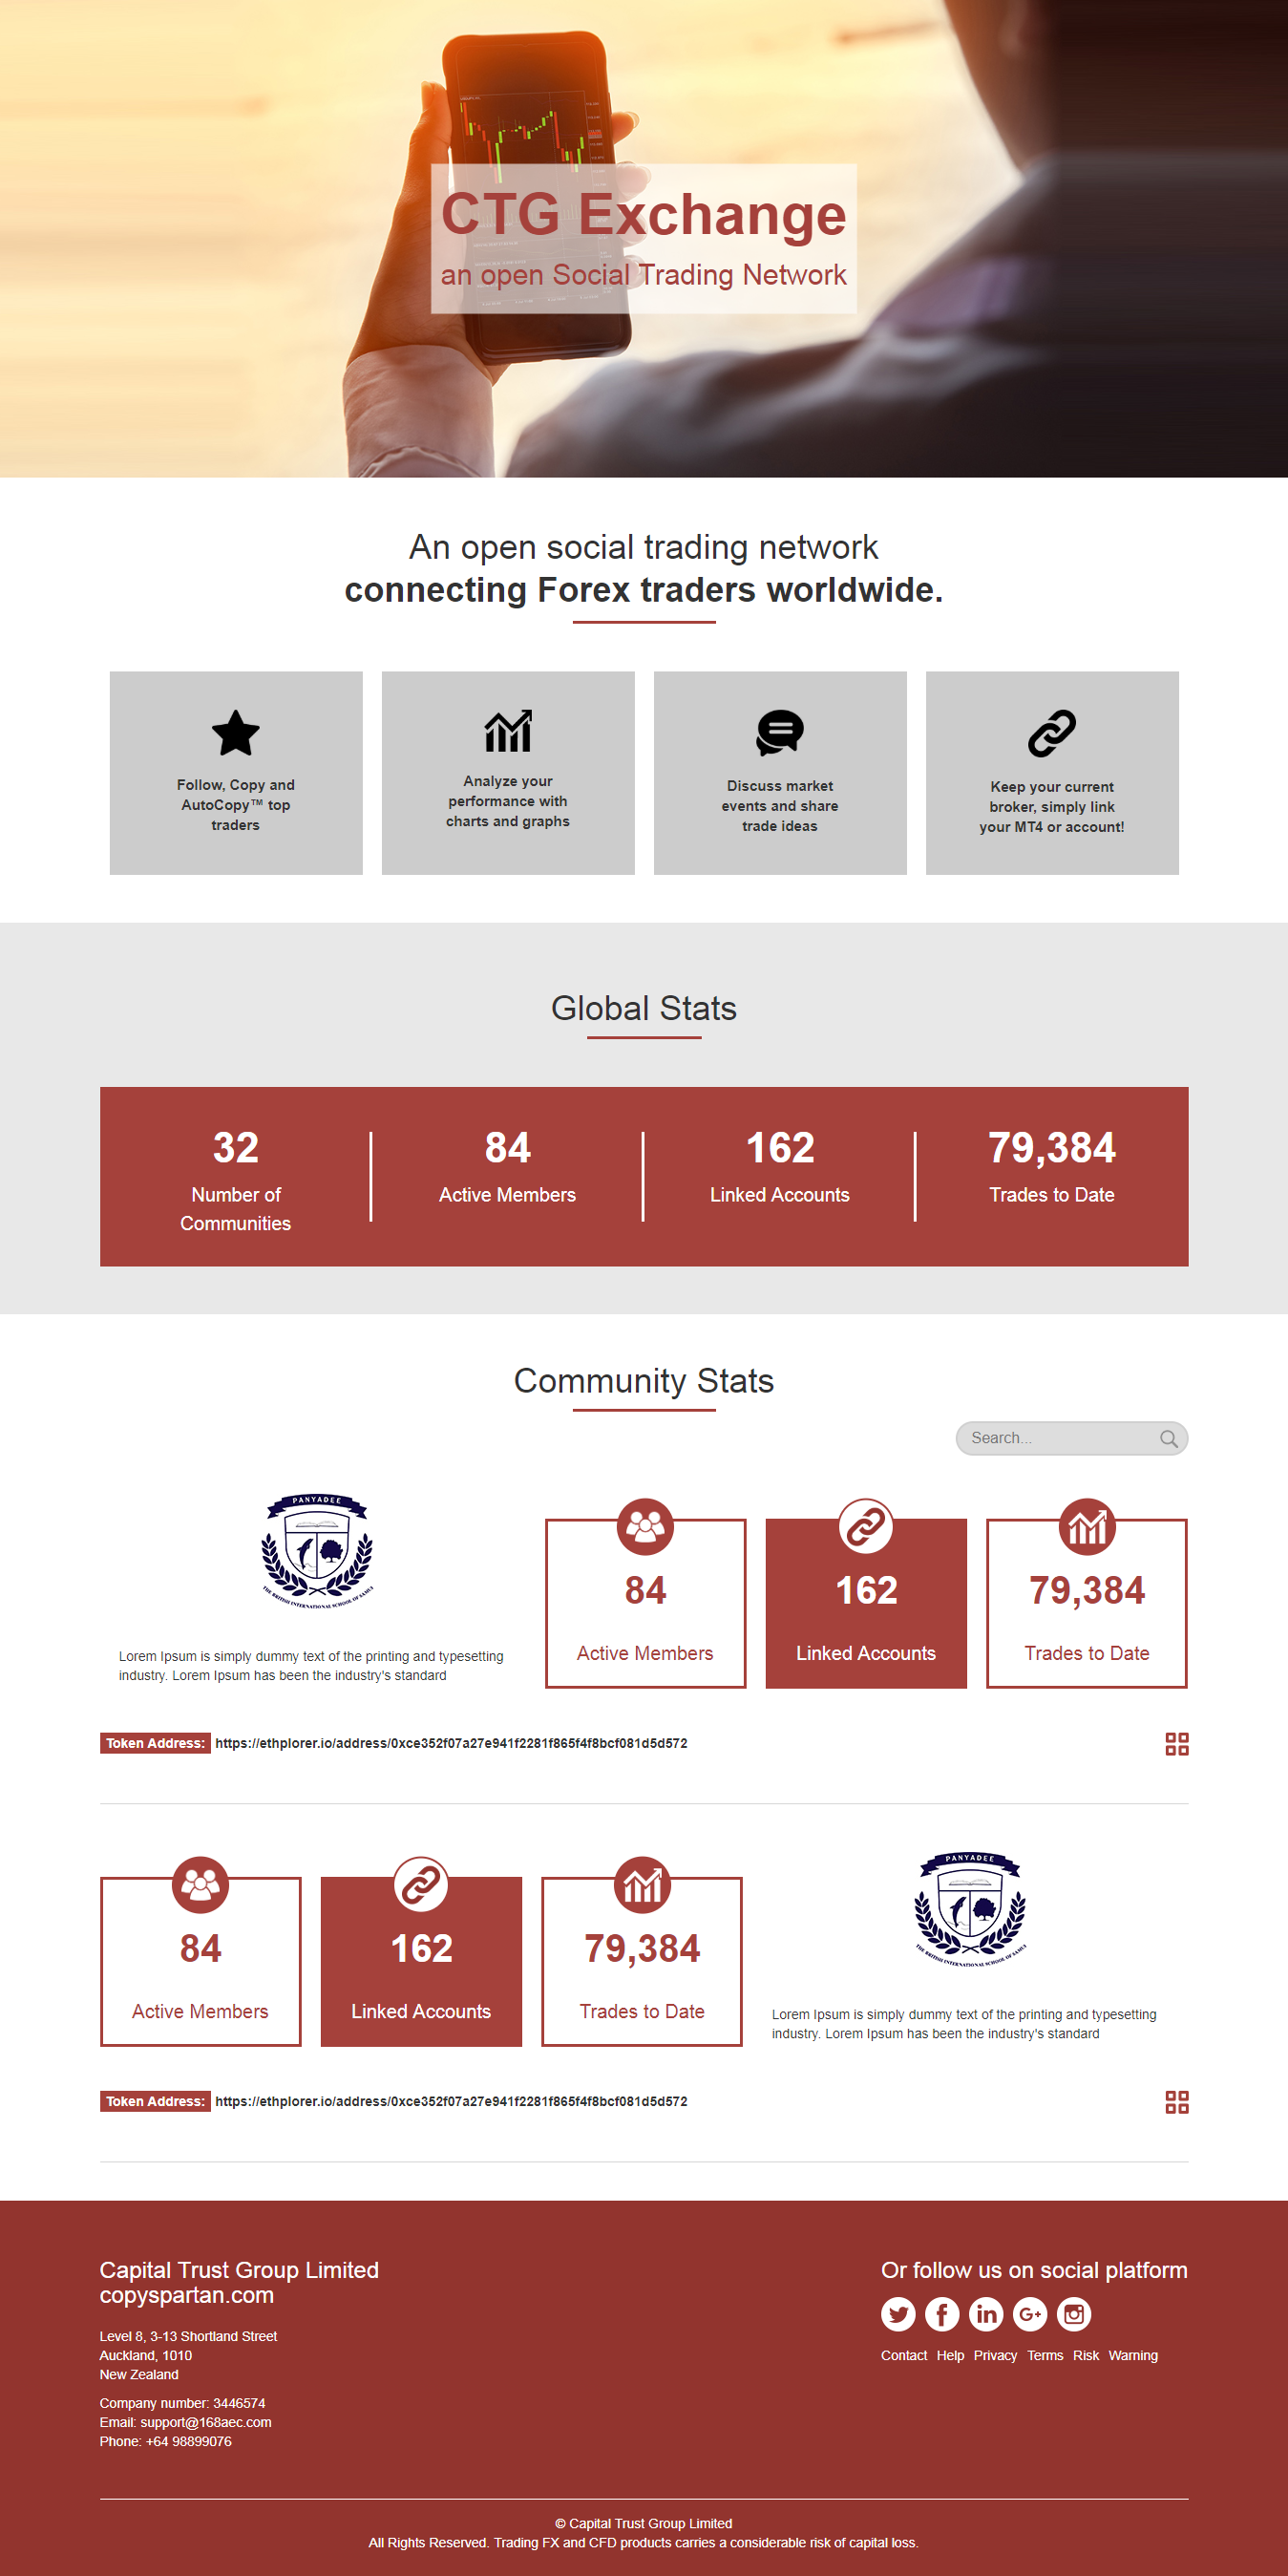 CTG Exchange
an open Social Trading Network
An open social trading network
connecting Forex traders worldwide.
Follow, Copy and
AutoCopy™ top
traders
Analyze your
performance with
charts and graphs
Discuss market
events and share
trade ideas
Keep your current
broker, simply link
your MT4 or account!
Global Stats
32
Number of
Communities
84
Active Members
162
Linked Accounts
79,384
Trades to Date
Community Stats
Search...
PANYADEE
THE BRITISH INTERNATIONAL SCHOOL OF SAMUI
Lorem Ipsum is simply dummy text of the printing and typesetting
industry. Lorem Ipsum has been the industry's standard
84
Active Members
162
Linked Accounts
79,384
Trades to Date
Token Address: https://ethplorer.io/address/0xce352f07a27e941f2281f865f4f8bcf081d5d572
84
Active Members
162
Linked Accounts
79,384
Trades to Date
PANYADEE
THE BRITISH INTERNATIONAL SCHOOL OF SAMUI
Lorem Ipsum is simply dummy text of the printing and typesetting
industry. Lorem Ipsum has been the industry's standard
Token Address: https://ethplorer.io/address/0xce352f07a27e941f2281f865f4f8bcf081d5d572
Capital Trust Group Limited
copyspartan.com
Level 8, 3-13 Shortland Street
Auckland, 1010
New Zealand
Company number: 3446574
Email: support@168aec.com
Phone: +64 98899076
Or follow us on social platform
Contact Help Privacy Terms Risk Warning
© Capital Trust Group Limited
All Rights Reserved. Trading FX and CFD products carries a considerable risk of capital loss.